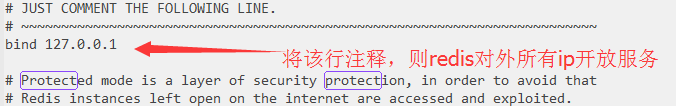 # JUST COMMENT THE FOLLOWING LINE.
# ~~~~~~~~~~~~~~~~~~~~~~~~~~~~~~~~~~~~~~~~~~~~~~~~~~~~~~~~~~~~~~~~~~~~~~~~
bind 127.0.0.1
将该行注释，则redis对外所有ip开放服务
# Protected mode is a layer of security protection, in order to avoid that
# Redis instances left open on the internet are accessed and exploited.